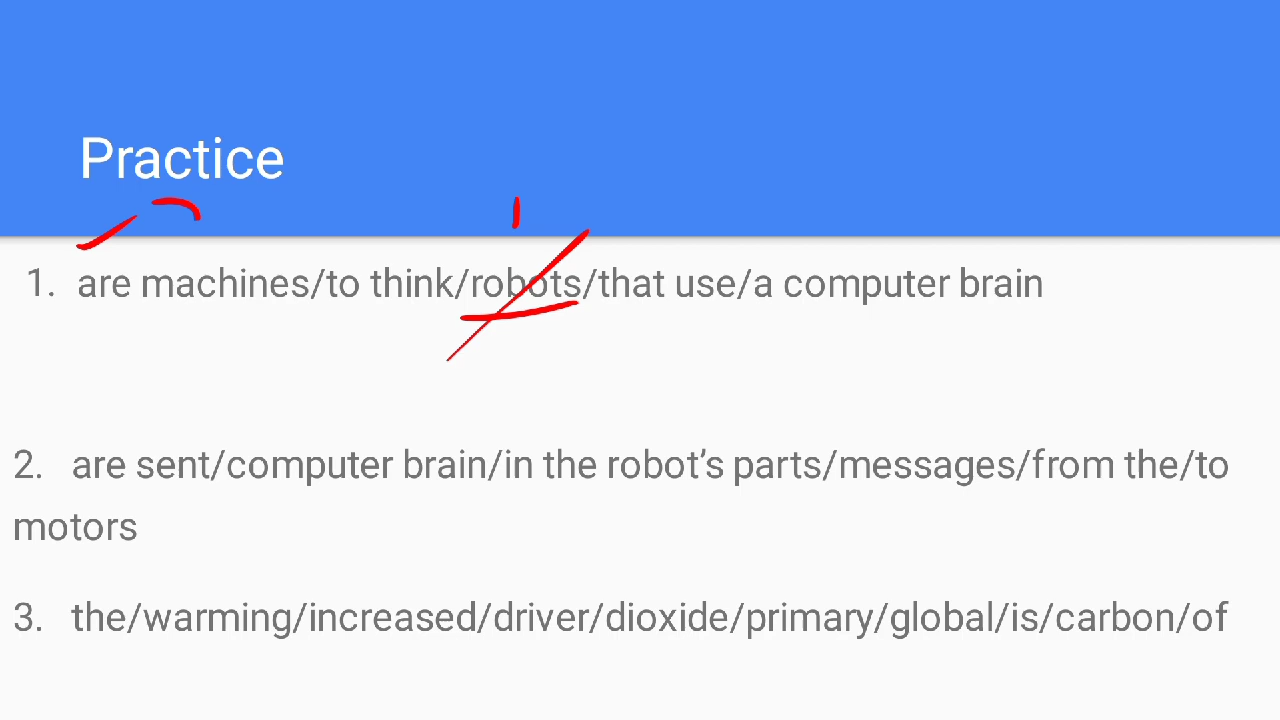 Practice
1. are machines/to think/robots/that use/a computer brain
2. are sent/computer brain/in the robot’s parts/messages/from the/to
motors
3. the/warming/increased/driver/dioxide/primary/global/is/carbon/of